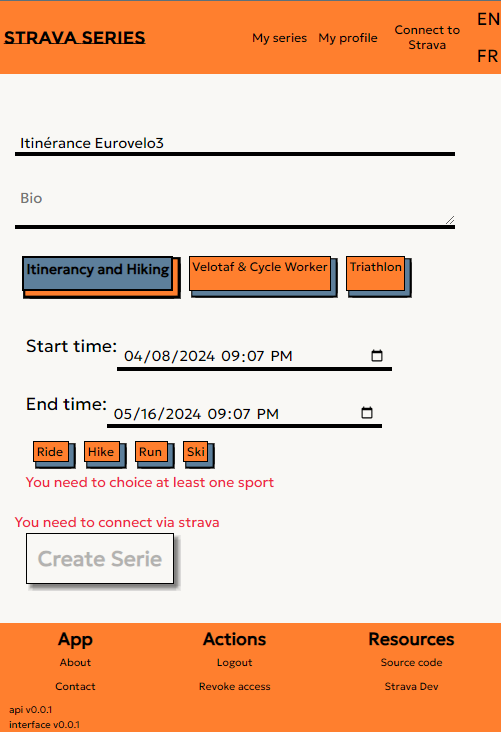 STRAVA SERIES
My series
My profile
Connect to
Strava
EN
FR
Itinérance Eurovelo3
Bio
Itinerancy and Hiking
Velotaf & Cycle Worker
Triathlon
Start time:
04/08/2024 09:07 PM
End time:
05/16/2024 09:07 PM
Ride
Hike
Run
Ski
You need to choice at least one sport
You need to connect via strava
Create Serie
App
Actions
Resources
About
Logout
Source code
Contact
Revoke access
Strava Dev
api v0.0.1
interface v0.0.1